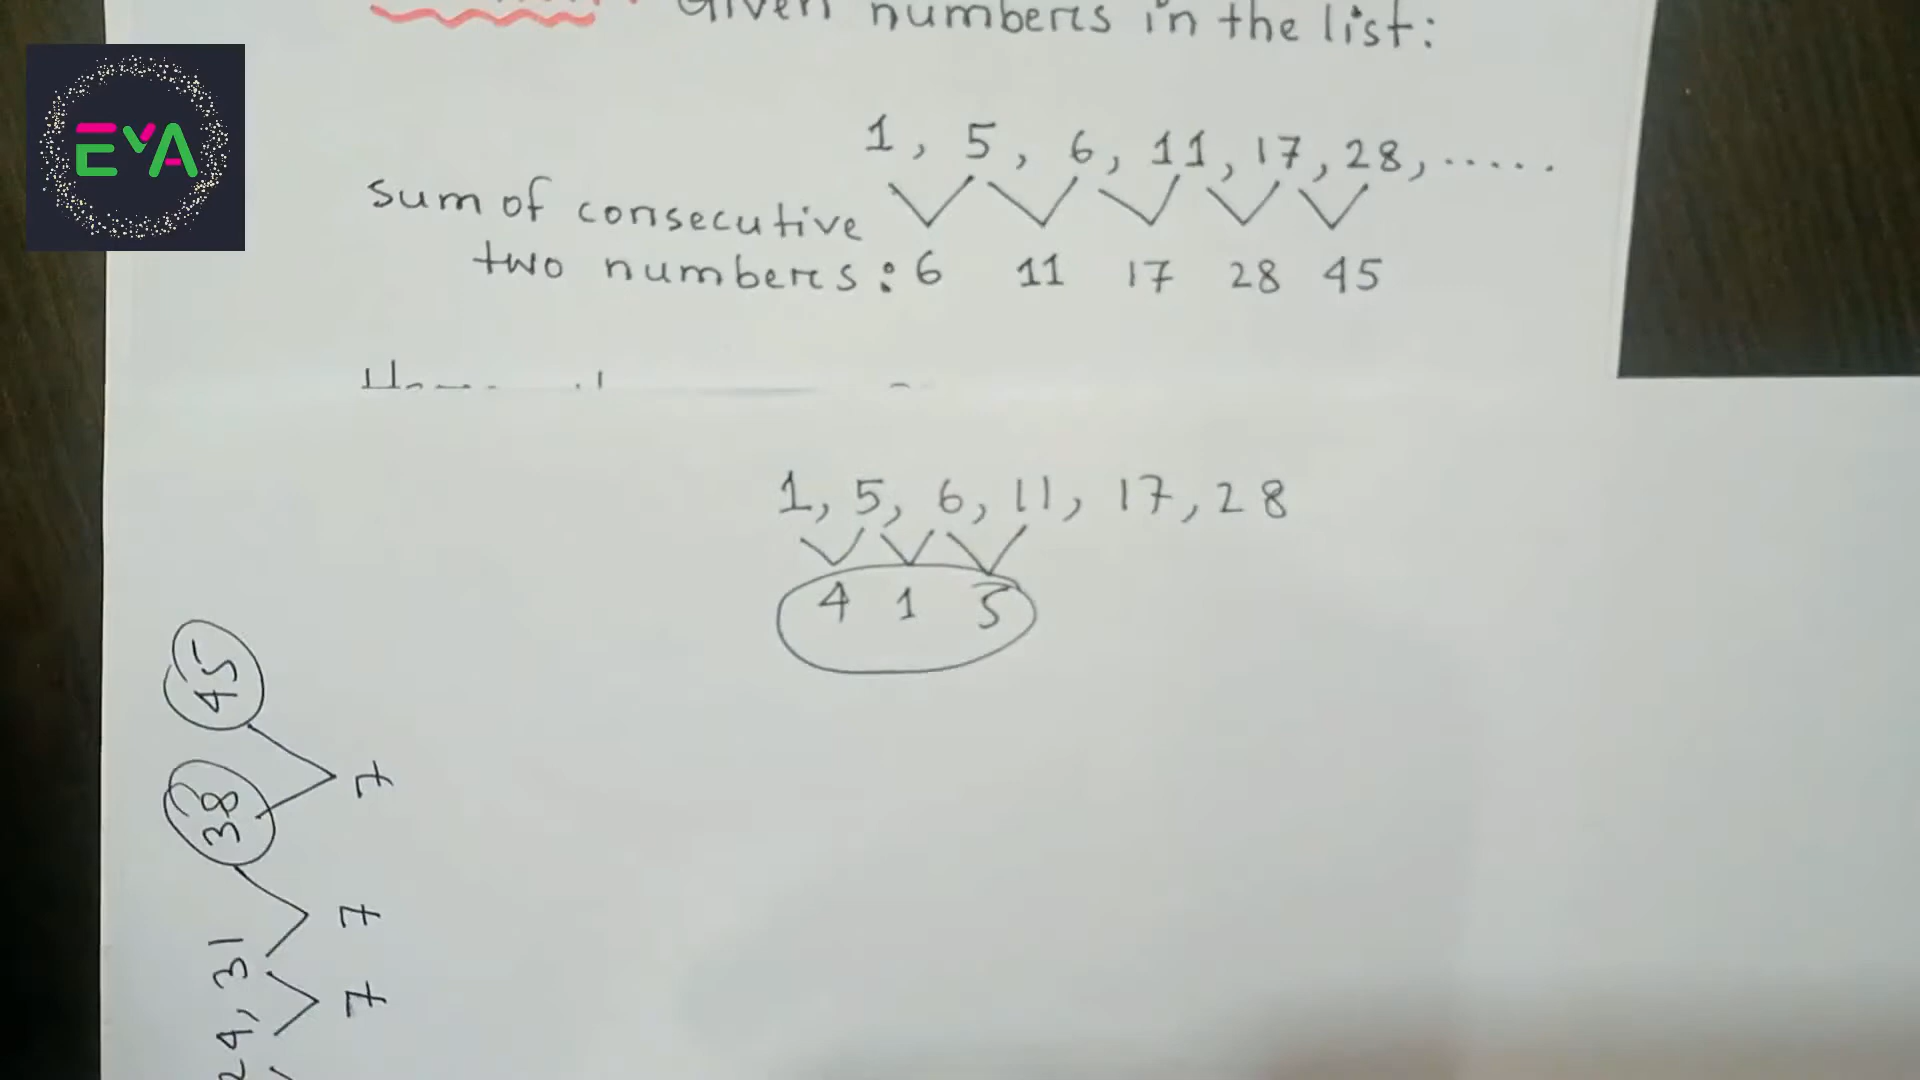 EYA
Given numbers in the list:
1, 5, 6, 11, 17, 28, .....
sum of consecutive
two numbers: 6 11 17 28 45
1, 5, 6, 11, 17, 28
4 1 5
24, 31 38 45
7 7 7